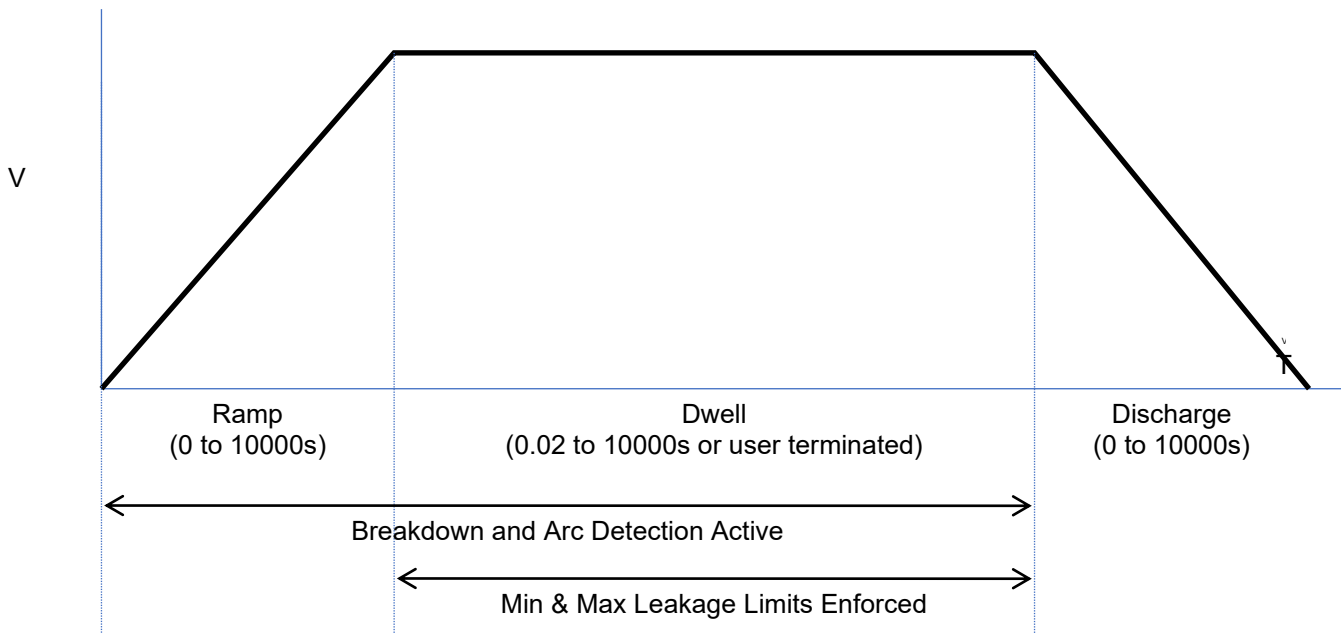 V
v
T
Ramp
(0 to 10000s)
Dwell
(0.02 to 10000s or user terminated)
Discharge
(0 to 10000s)
Breakdown and Arc Detection Active
Min & Max Leakage Limits Enforced